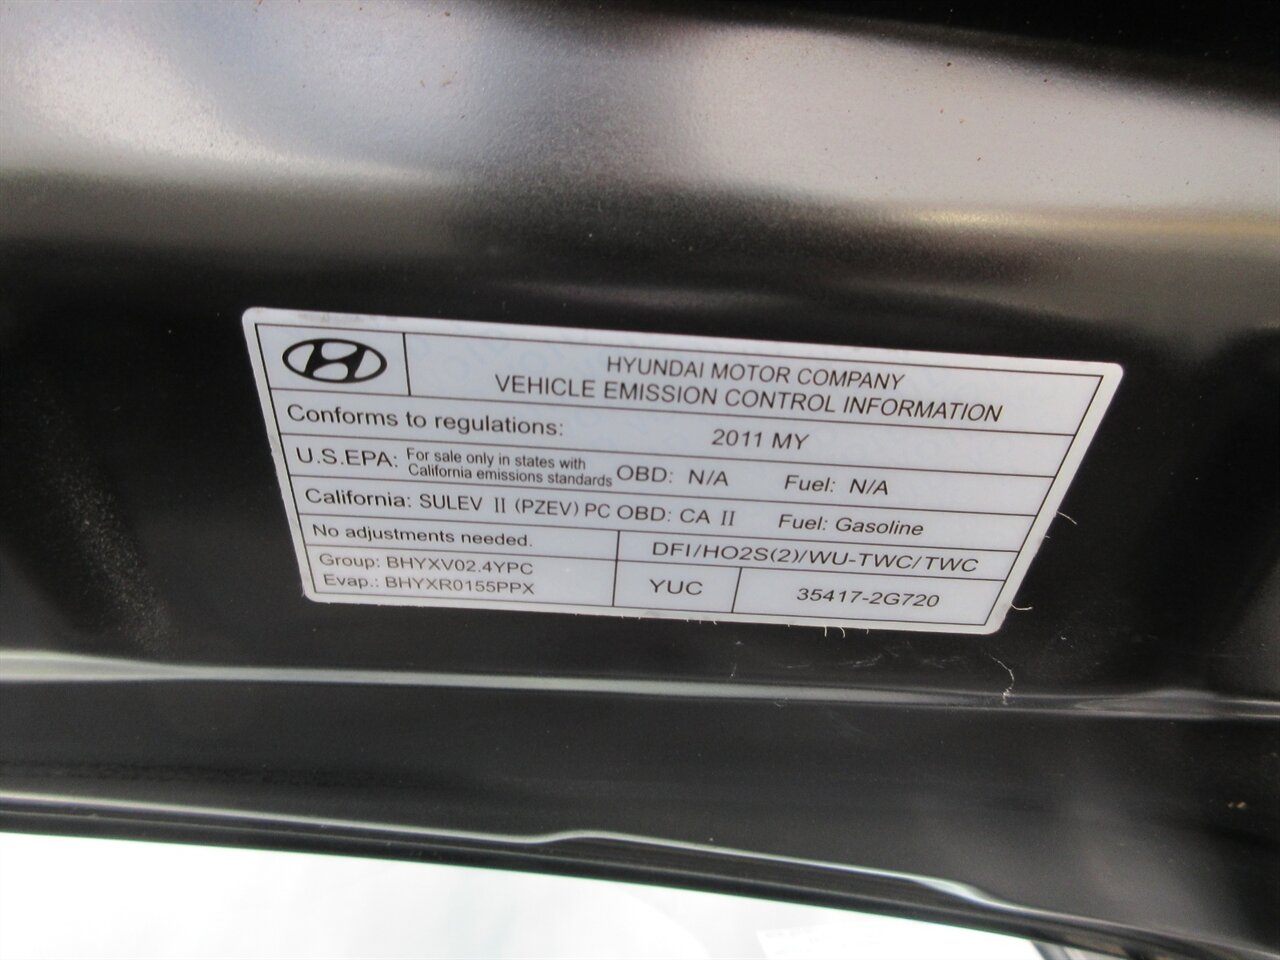 HYUNDAI MOTOR COMPANY
VEHICLE EMISSION CONTROL INFORMATION
Conforms to regulations: 2011 MY
U.S.EPA: For sale only in states with California emissions standards OBD: N/A Fuel: N/A
California: SULEV II (PZEV) PC OBD: CA II Fuel: Gasoline
No adjustments needed. DFI/HO2S(2)/WU-TWC/TWC
Group: BHYXV02.4YPC
Evap.: BHYXR0155PPX
YUC 35417-2G720